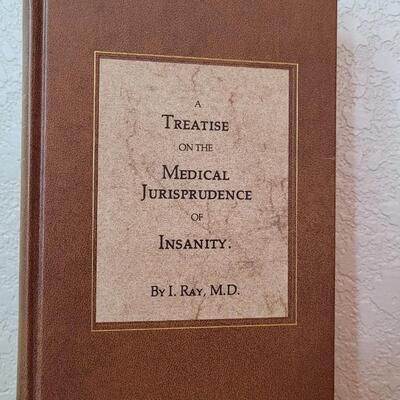 A
TREATISE
ON THE
MEDICAL
JURISPRUDENCE
OF
INSANITY.
BY I. RAY, M.D.